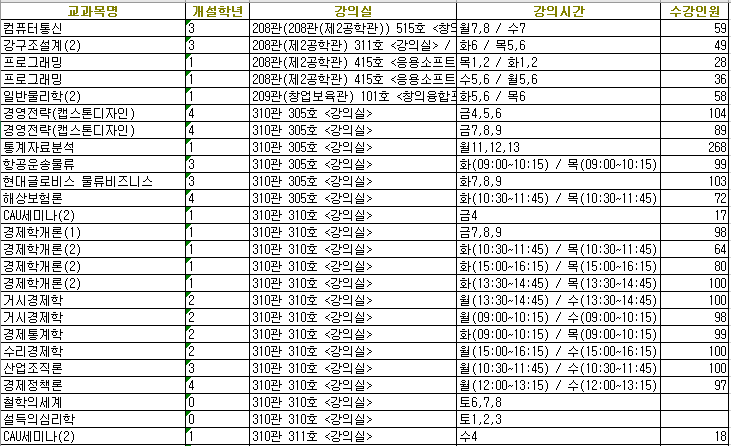 교과목명 개설학년 강의실 강의시간 수강인원
컴퓨터통신 3 208관(208관(제2공학관)) 515호 <창의 월7,8 / 수7 59
강구조설계(2) 3 208관(제2공학관) 311호 <강의실> / 화6 / 목5,6 49
프로그래밍 1 208관(제2공학관) 415호 <응용소프트 목1,2 / 화1,2 28
프로그래밍 1 208관(제2공학관) 415호 <응용소프트 수5,6 / 월5,6 36
일반물리학(2) 1 209관(창업보육관) 101호 <창의융합 화5,6 / 목6 58
경영전략(캡스톤디자인) 4 310관 305호 <강의실> 금4,5,6 104
경영전략(캡스톤디자인) 4 310관 305호 <강의실> 금7,8,9 89
통계자료분석 1 310관 305호 <강의실> 월11,12,13 268
항공운송물류 3 310관 305호 <강의실> 화(09:00~10:15) / 목(09:00~10:15) 99
현대글로비스 물류비즈니스 3 310관 305호 <강의실> 화7,8,9 103
해상보험론 4 310관 305호 <강의실> 화(10:30~11:45) / 목(10:30~11:45) 72
CAU세미나(2) 1 310관 310호 <강의실> 금4 17
경제학개론(1) 1 310관 310호 <강의실> 금7,8,9 98
경제학개론(2) 1 310관 310호 <강의실> 화(10:30~11:45) / 목(10:30~11:45) 64
경제학개론(2) 1 310관 310호 <강의실> 화(15:00~16:15) / 목(15:00~16:15) 80
경제학개론(2) 1 310관 310호 <강의실> 화(13:30~14:45) / 목(13:30~14:45) 100
거시경제학 2 310관 310호 <강의실> 월(13:30~14:45) / 수(13:30~14:45) 100
거시경제학 2 310관 310호 <강의실> 월(09:00~10:15) / 수(09:00~10:15) 98
경제통계학 2 310관 310호 <강의실> 화(09:00~10:15) / 목(09:00~10:15) 99
수리경제학 2 310관 310호 <강의실> 월(15:00~16:15) / 수(15:00~16:15) 100
산업조직론 3 310관 310호 <강의실> 월(10:30~11:45) / 수(10:30~11:45) 100
경제정책론 4 310관 310호 <강의실> 월(12:00~13:15) / 수(12:00~13:15) 97
철학의세계 0 310관 310호 <강의실> 토6,7,8
설득의심리학 0 310관 310호 <강의실> 토1,2,3
CAU세미나(2) 1 310관 311호 <강의실> 수4 18